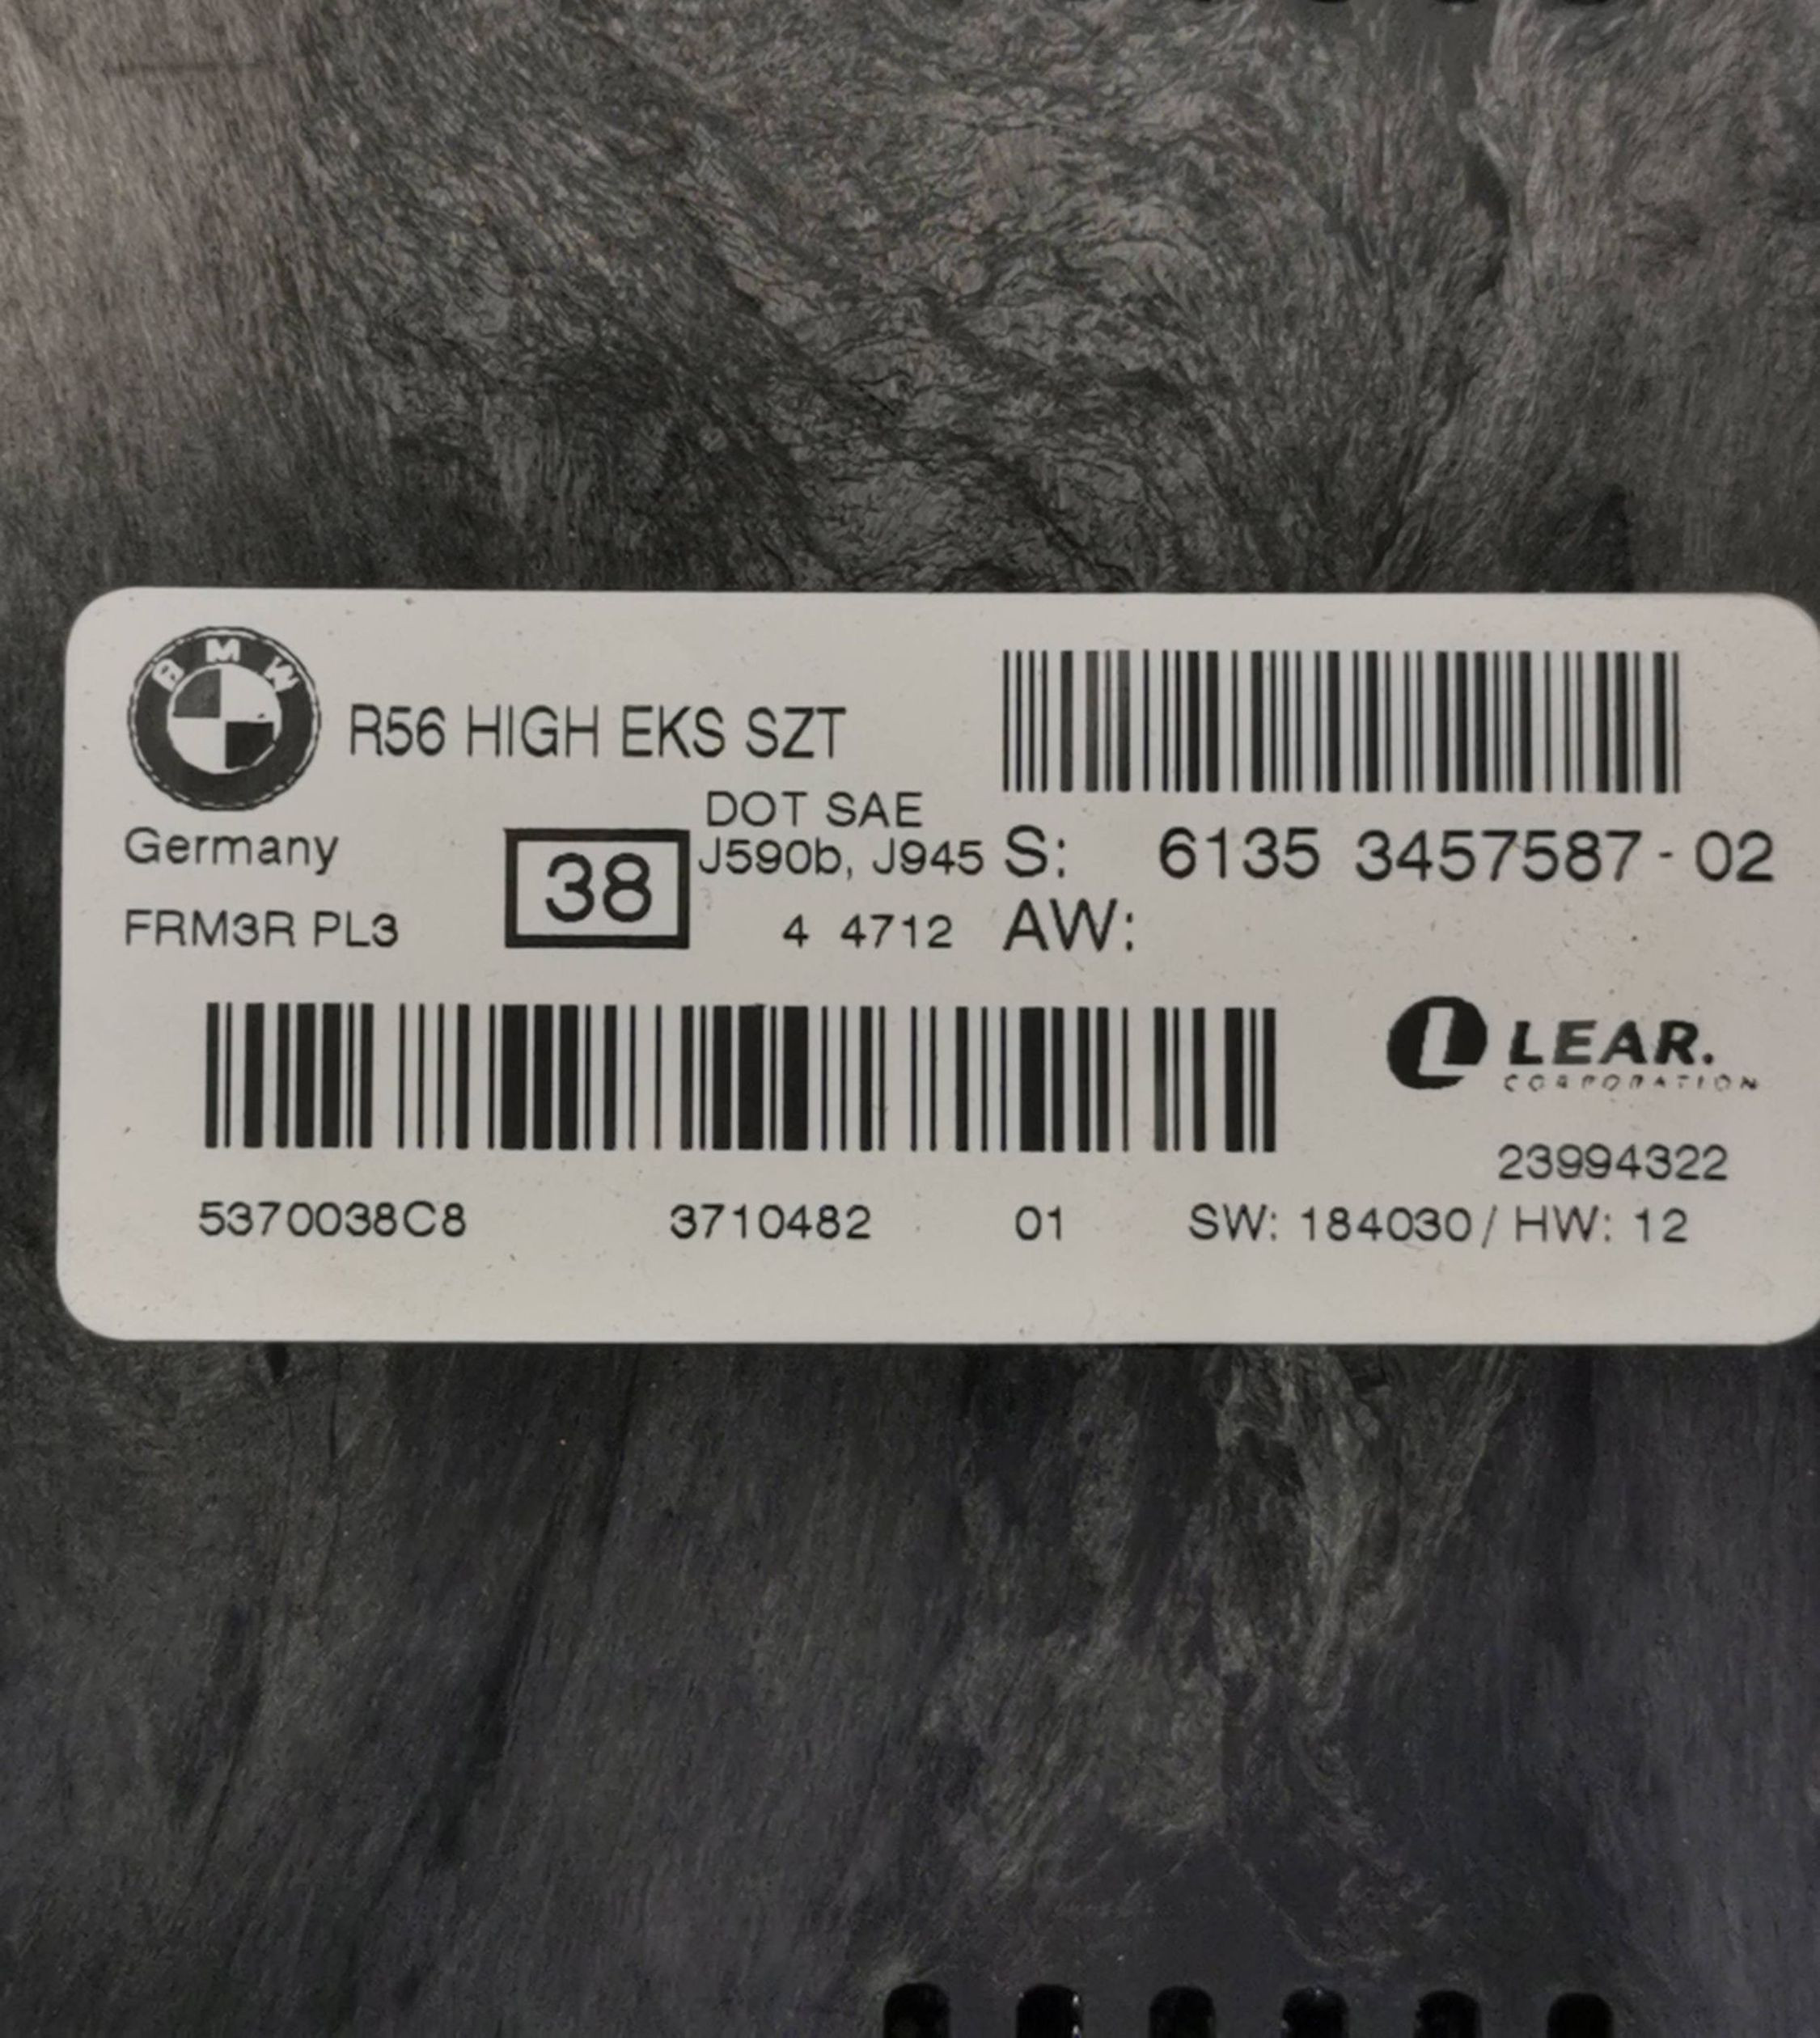 BMW
R56 HIGH EKS SZT
Germany
FRM3R PL3
38
DOT SAE
J590b, J945
4 4712
S: 6135 3457587-02
AW:
LEAR.
CORPORATION
23994322
5370038C8 3710482 01 SW: 184030/ HW: 12